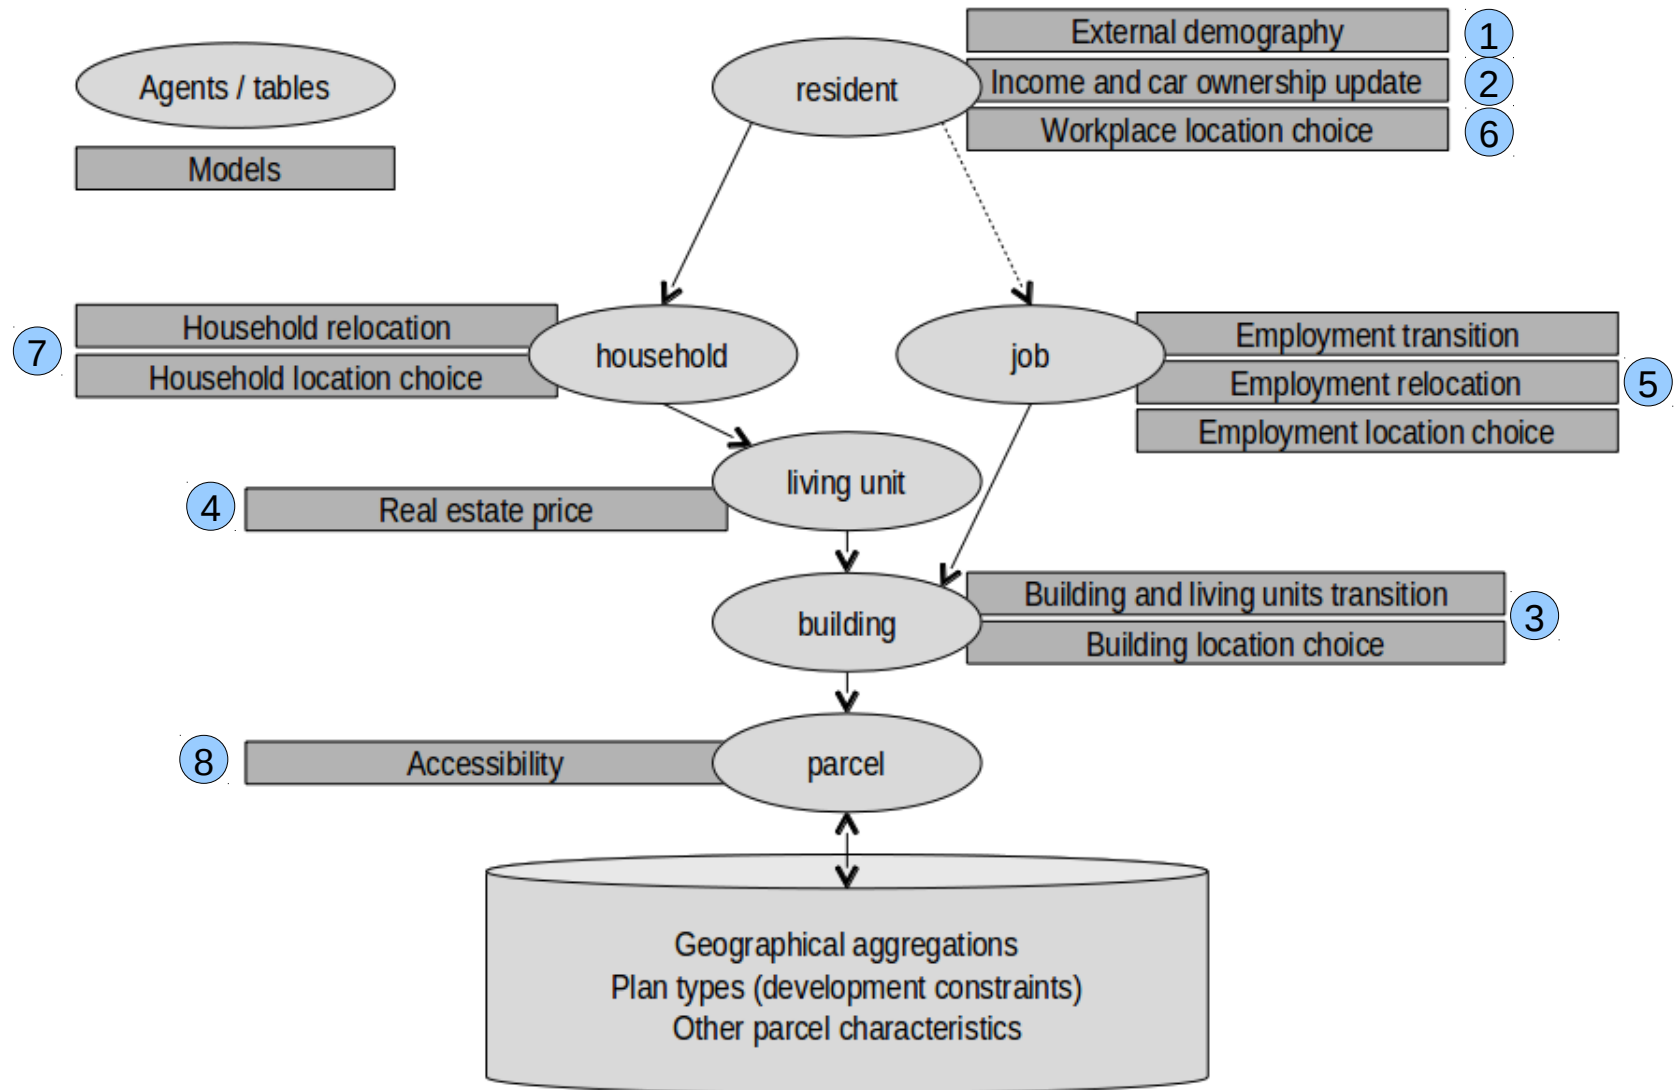 External demography
1
Agents / tables
resident
Income and car ownership update
2
Workplace location choice
6
Models
Household relocation
7
Household location choice
household
job
Employment transition
Employment relocation
5
Employment location choice
living unit
4
Real estate price
Building and living units transition
3
building
Building location choice
8
Accessibility
parcel
Geographical aggregations
Plan types (development constraints)
Other parcel characteristics